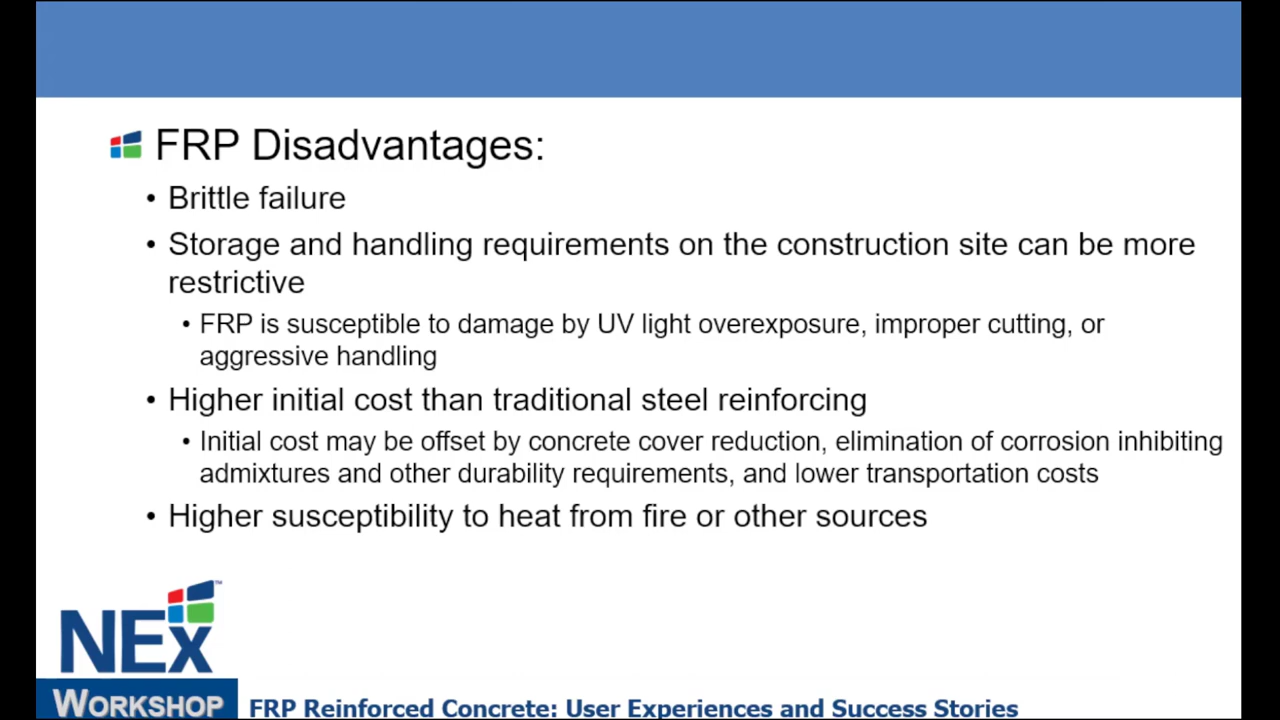 FRP Disadvantages:
• Brittle failure
• Storage and handling requirements on the construction site can be more
restrictive
• FRP is susceptible to damage by UV light overexposure, improper cutting, or
aggressive handling
• Higher initial cost than traditional steel reinforcing
• Initial cost may be offset by concrete cover reduction, elimination of corrosion inhibiting
admixtures and other durability requirements, and lower transportation costs
• Higher susceptibility to heat from fire or other sources
NEx™
WORKSHOP
FRP Reinforced Concrete: User Experiences and Success Stories